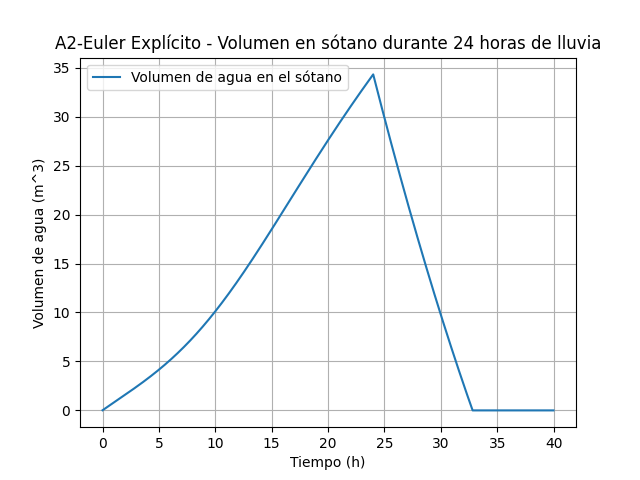 A2-Euler Explícito - Volumen en sótano durante 24 horas de lluvia
Volumen de agua en el sótano
Volumen de agua (m^3)
35
30
25
20
15
10
5
0
0 5 10 15 20 25 30 35 40
Tiempo (h)